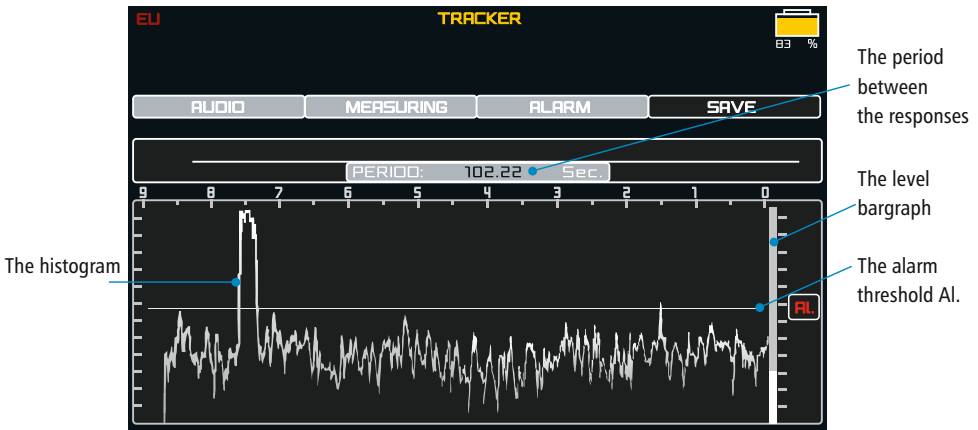 EU
TRACKER
83 %
AUDIO MEASURING ALARM SAVE
PERIOD: 102.22 Sec.
9 8 7 6 5 4 3 2 1 0
Al.
The histogram
The period
between
the responses
The level
bargraph
The alarm
threshold Al.